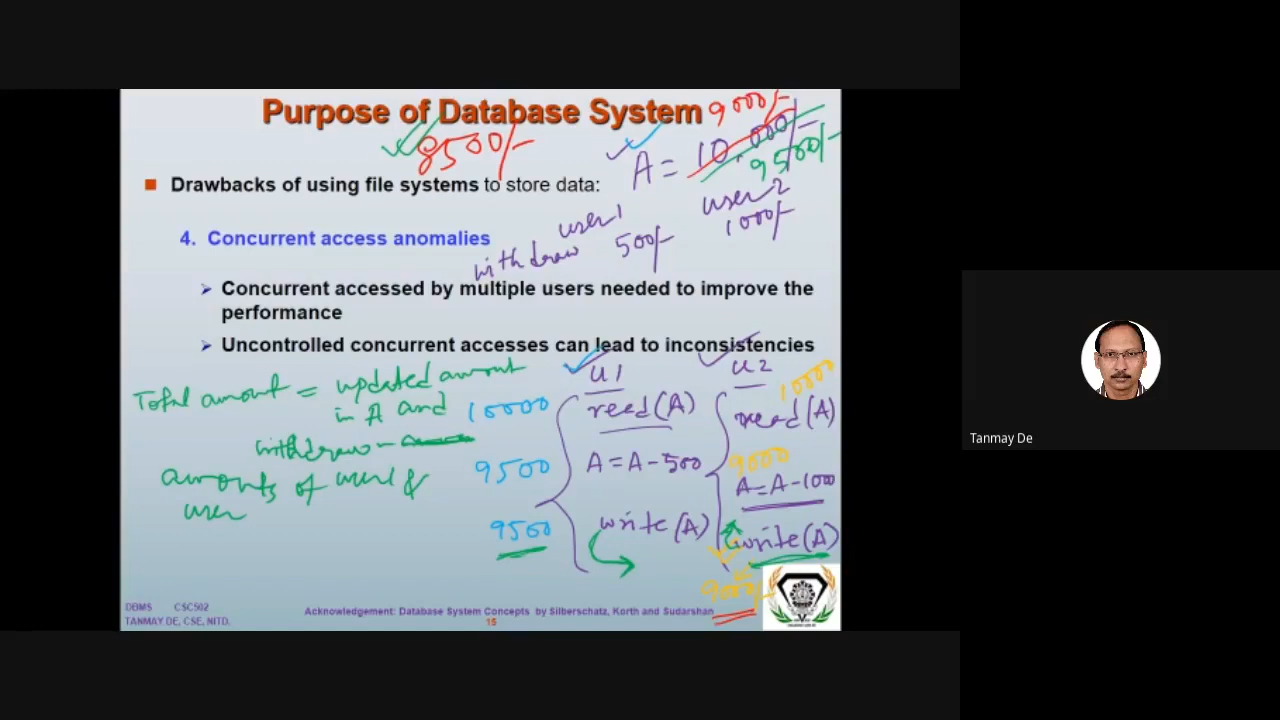 Purpose of Database System
9000/-
8500/-
A = 10,000/-
9500/-
Drawbacks of using file systems to store data:
user1
user2
withdraw 500/-
1000/-
4. Concurrent access anomalies
Concurrent accessed by multiple users needed to improve the
performance
Uncontrolled concurrent accesses can lead to inconsistencies
Total amount = updated amount
in A and
withdraw
amounts of user1 &
user
u1
10000 read(A)
9500 A = A - 500
9500 write(A)
u2
10000
read(A)
9000
A = A - 1000
write(A)
9000/-
DBMS CSC502
TANMAY DE, CSE, NITD.
Acknowledgement: Database System Concepts by Silberschatz, Korth and Sudarshan
15
Tanmay De